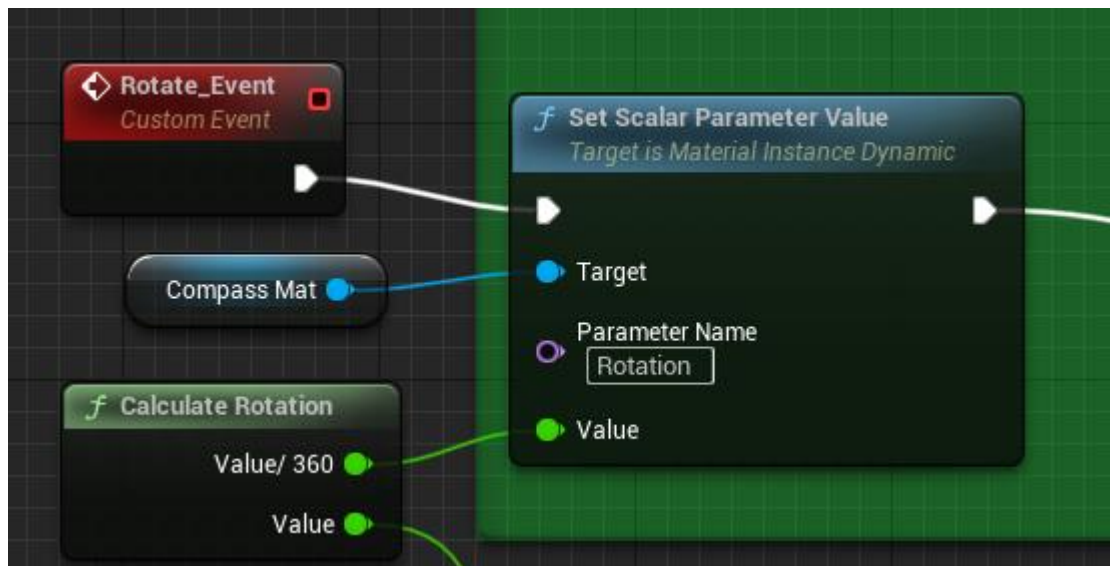 Rotate_Event
Custom Event
Compass Mat
Calculate Rotation
Value/ 360
Value
f Set Scalar Parameter Value
Target is Material Instance Dynamic
Target
Parameter Name
Rotation
Value